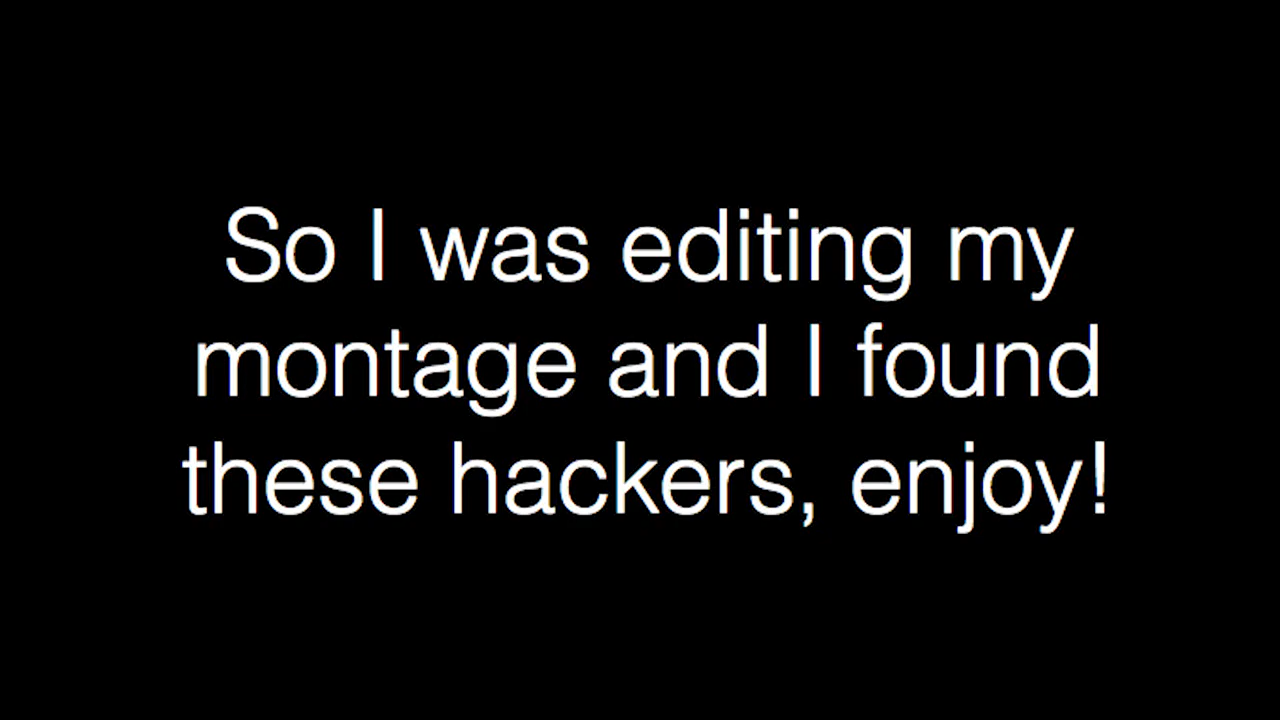 So I was editing my
montage and I found
these hackers, enjoy!